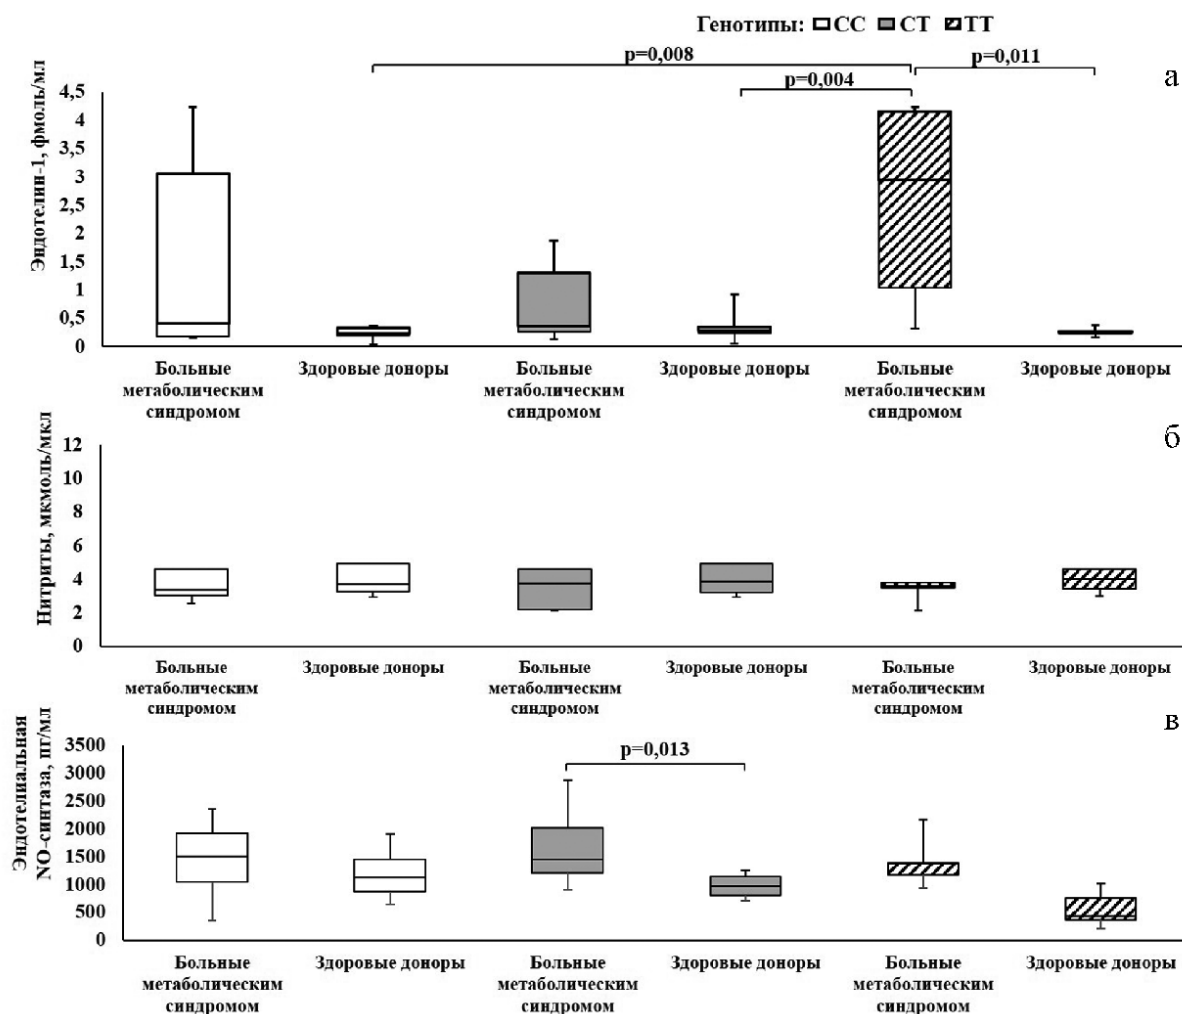 Генотипы: CC CT TT
p=0,008
p=0,011
p=0,004
а
Эндотелин-1, фмоль/мл
4,5
4
3,5
3
2,5
2
1,5
1
0,5
0
Больные метаболическим синдромом
Здоровые доноры
Больные метаболическим синдромом
Здоровые доноры
Больные метаболическим синдромом
Здоровые доноры
б
Нитриты, мкмоль/мкл
12
10
8
6
4
2
0
Больные метаболическим синдромом
Здоровые доноры
Больные метаболическим синдромом
Здоровые доноры
Больные метаболическим синдромом
Здоровые доноры
в
Эндотелиальная
NO-синтаза, пг/мл
p=0,013
3500
3000
2500
2000
1500
1000
500
0
Больные метаболическим синдромом
Здоровые доноры
Больные метаболическим синдромом
Здоровые доноры
Больные метаболическим синдромом
Здоровые доноры